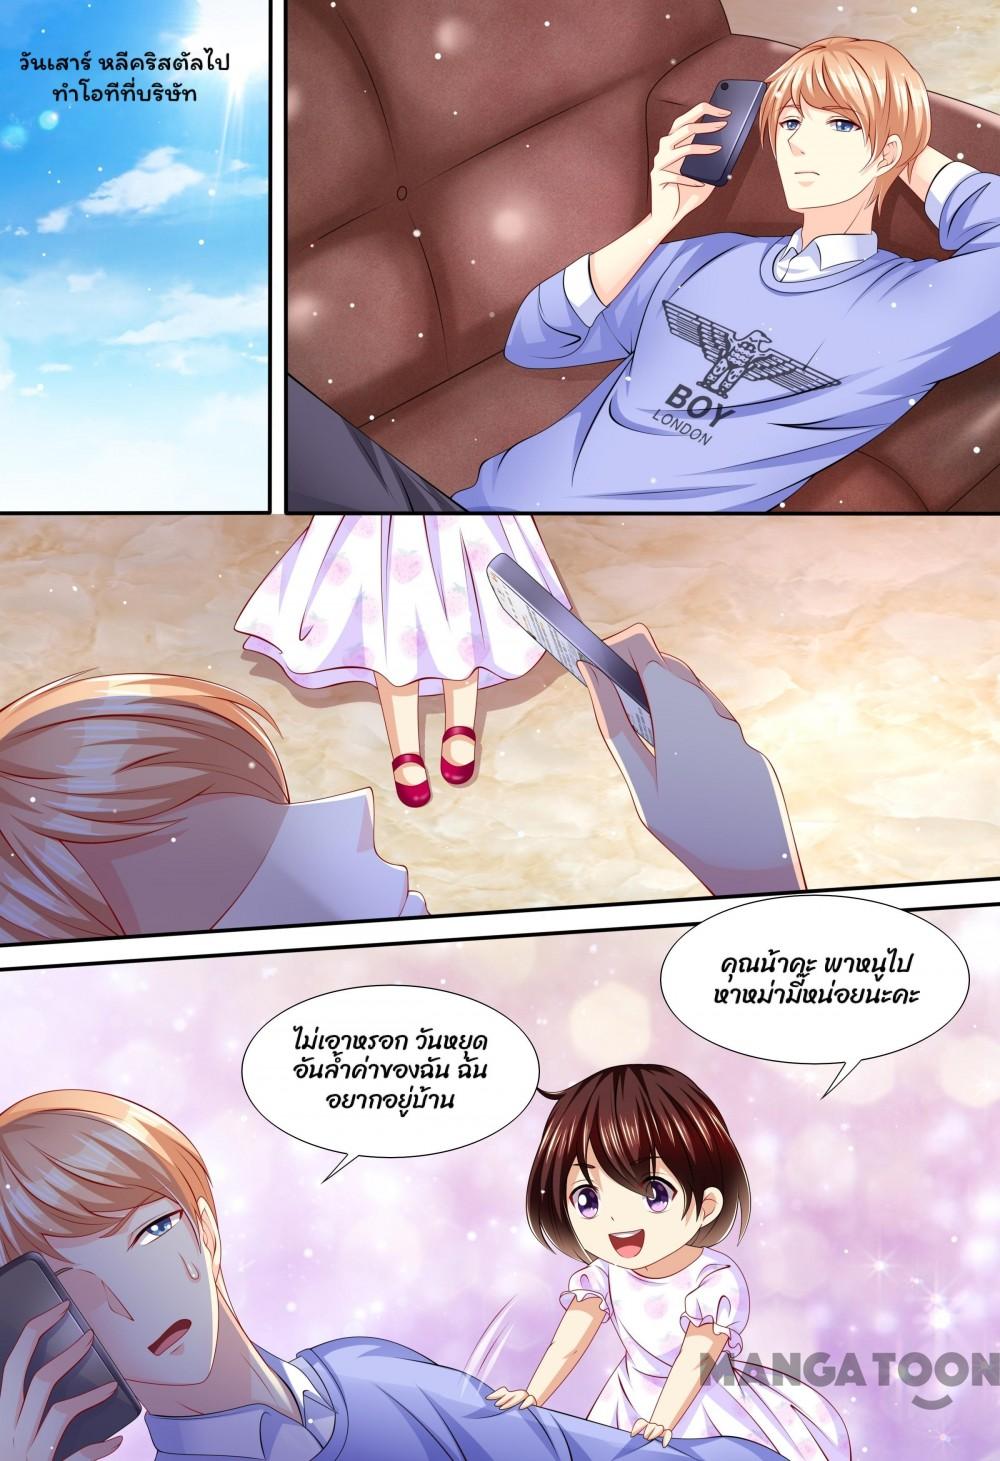 วันเสาร์ หลีคริสตัลไป
ทำโอทีที่บริษัท
BOY
LONDON
คุณน้าคะ พาหนูไป
หาหม่ามี๊หน่อยนะคะ
ไม่เอาหรอก วันหยุด
อันล้ำค่าของฉัน ฉัน
อยากอยู่บ้าน
MANGATOON